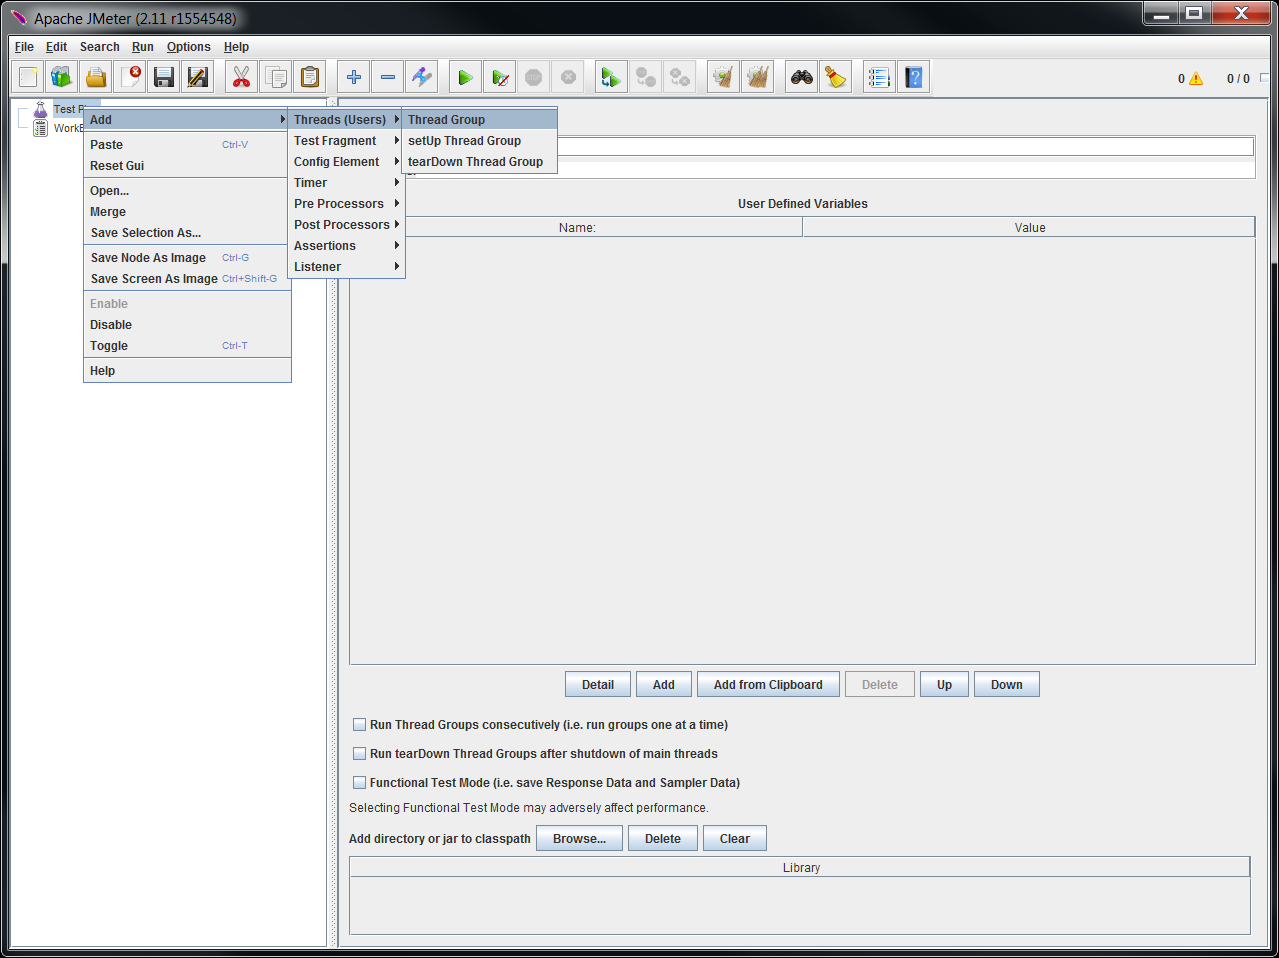 Apache JMeter (2.11 r1554548)
File Edit Search Run Options Help
0 0 / 0
Test P
WorkB
Add
Paste Ctrl-V
Reset Gui
Open...
Merge
Save Selection As...
Save Node As Image Ctrl-G
Save Screen As Image Ctrl+Shift-G
Enable
Disable
Toggle Ctrl-T
Help
Threads (Users)
Test Fragment
Config Element
Timer
Pre Processors
Post Processors
Assertions
Listener
Thread Group
setUp Thread Group
tearDown Thread Group
User Defined Variables
Name: Value
Detail Add Add from Clipboard Delete Up Down
Run Thread Groups consecutively (i.e. run groups one at a time)
Run tearDown Thread Groups after shutdown of main threads
Functional Test Mode (i.e. save Response Data and Sampler Data)
Selecting Functional Test Mode may adversely affect performance.
Add directory or jar to classpath Browse... Delete Clear
Library